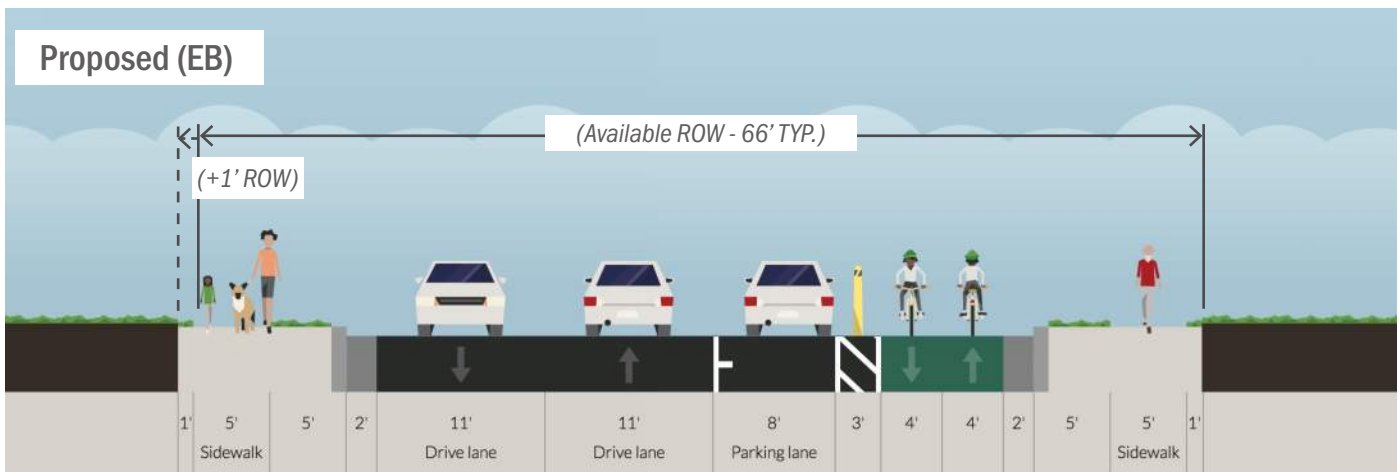 Proposed (EB)
(Available ROW - 66' TYP.)
(+1' ROW)
1' 5' 5' 2' 11' 11' 8' 3' 4' 4' 2' 5' 5' 1'
Sidewalk Drive lane Drive lane Parking lane Sidewalk